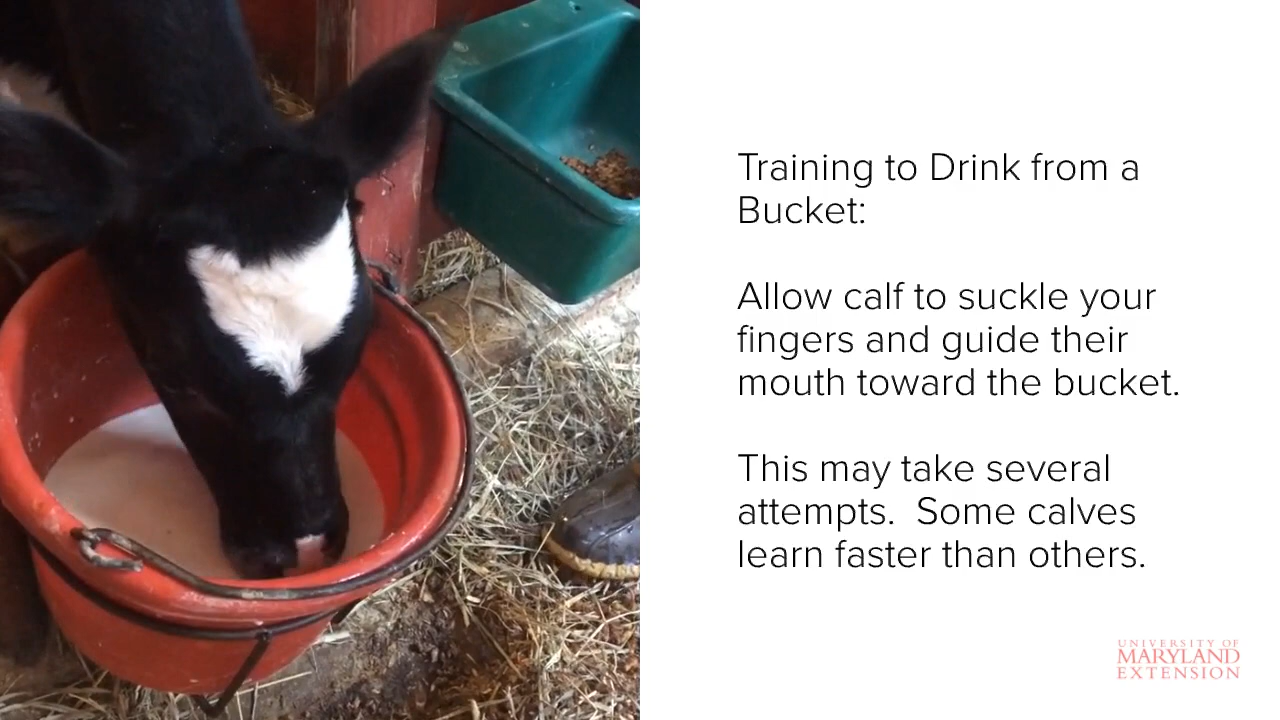 Training to Drink from a
Bucket:
Allow calf to suckle your
fingers and guide their
mouth toward the bucket.
This may take several
attempts.  Some calves
learn faster than others.
UNIVERSITY OF
MARYLAND
EXTENSION